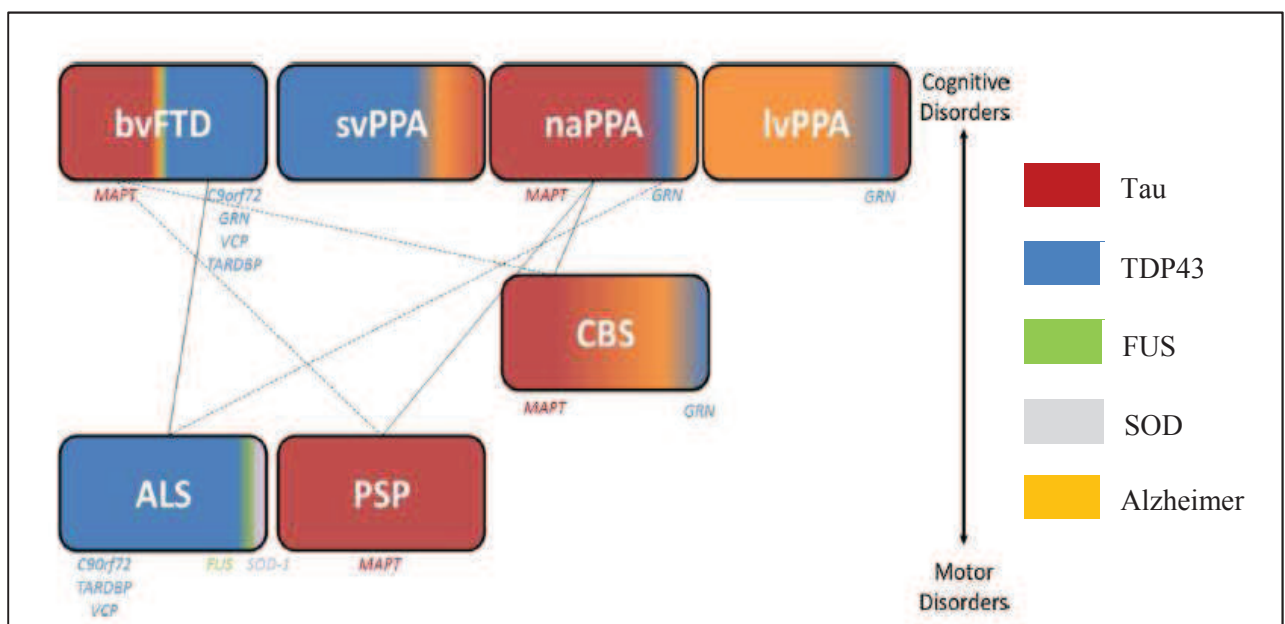 bvFTD
svPPA
naPPA
lvPPA
Cognitive
Disorders
MAPT
C9orf72
GRN
VCP
TARDBP
MAPT
GRN
GRN
CBS
MAPT
GRN
ALS
PSP
C90rf72
TARDBP
VCP
FUS
SOD-1
MAPT
Motor
Disorders
Tau
TDP43
FUS
SOD
Alzheimer